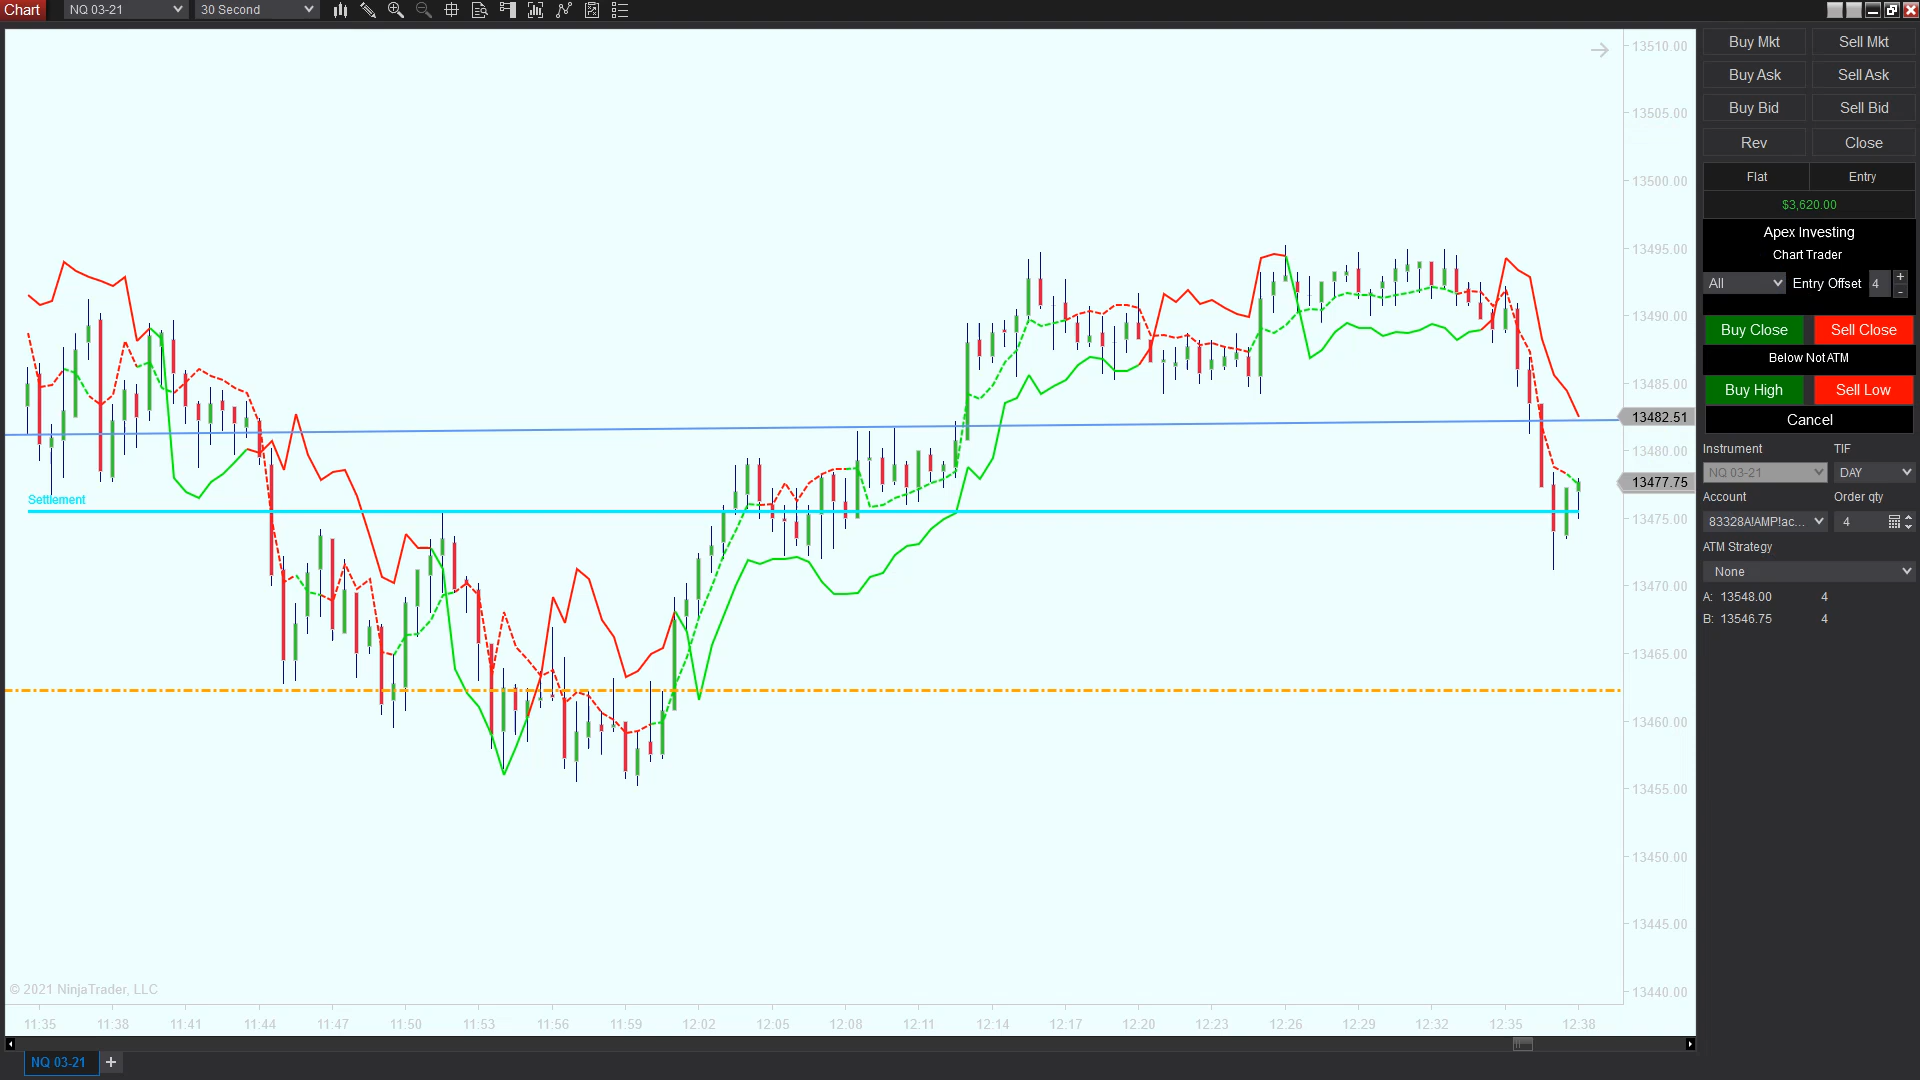 Chart NQ 03-21 30 Second
Settlement
© 2021 NinjaTrader, LLC
13510.00
13505.00
13500.00
13495.00
13490.00
13485.00
13482.51
13480.00
13477.75
13475.00
13470.00
13465.00
13460.00
13455.00
13450.00
13445.00
13440.00
11:35 11:38 11:41 11:44 11:47 11:50 11:53 11:56 11:59 12:02 12:05 12:08 12:11 12:14 12:17 12:20 12:23 12:26 12:29 12:32 12:35 12:38
NQ 03-21 +
Buy Mkt Sell Mkt
Buy Ask Sell Ask
Buy Bid Sell Bid
Rev Close
Flat Entry
$3,620.00
Apex Investing
Chart Trader
All Entry Offset 4 + -
Buy Close Sell Close
Below Not ATM
Buy High Sell Low
Cancel
Instrument TIF
NQ 03-21 DAY
Account Order qty
83328A!AMP!ac... 4
ATM Strategy
None
A: 13548.00 4
B: 13546.75 4